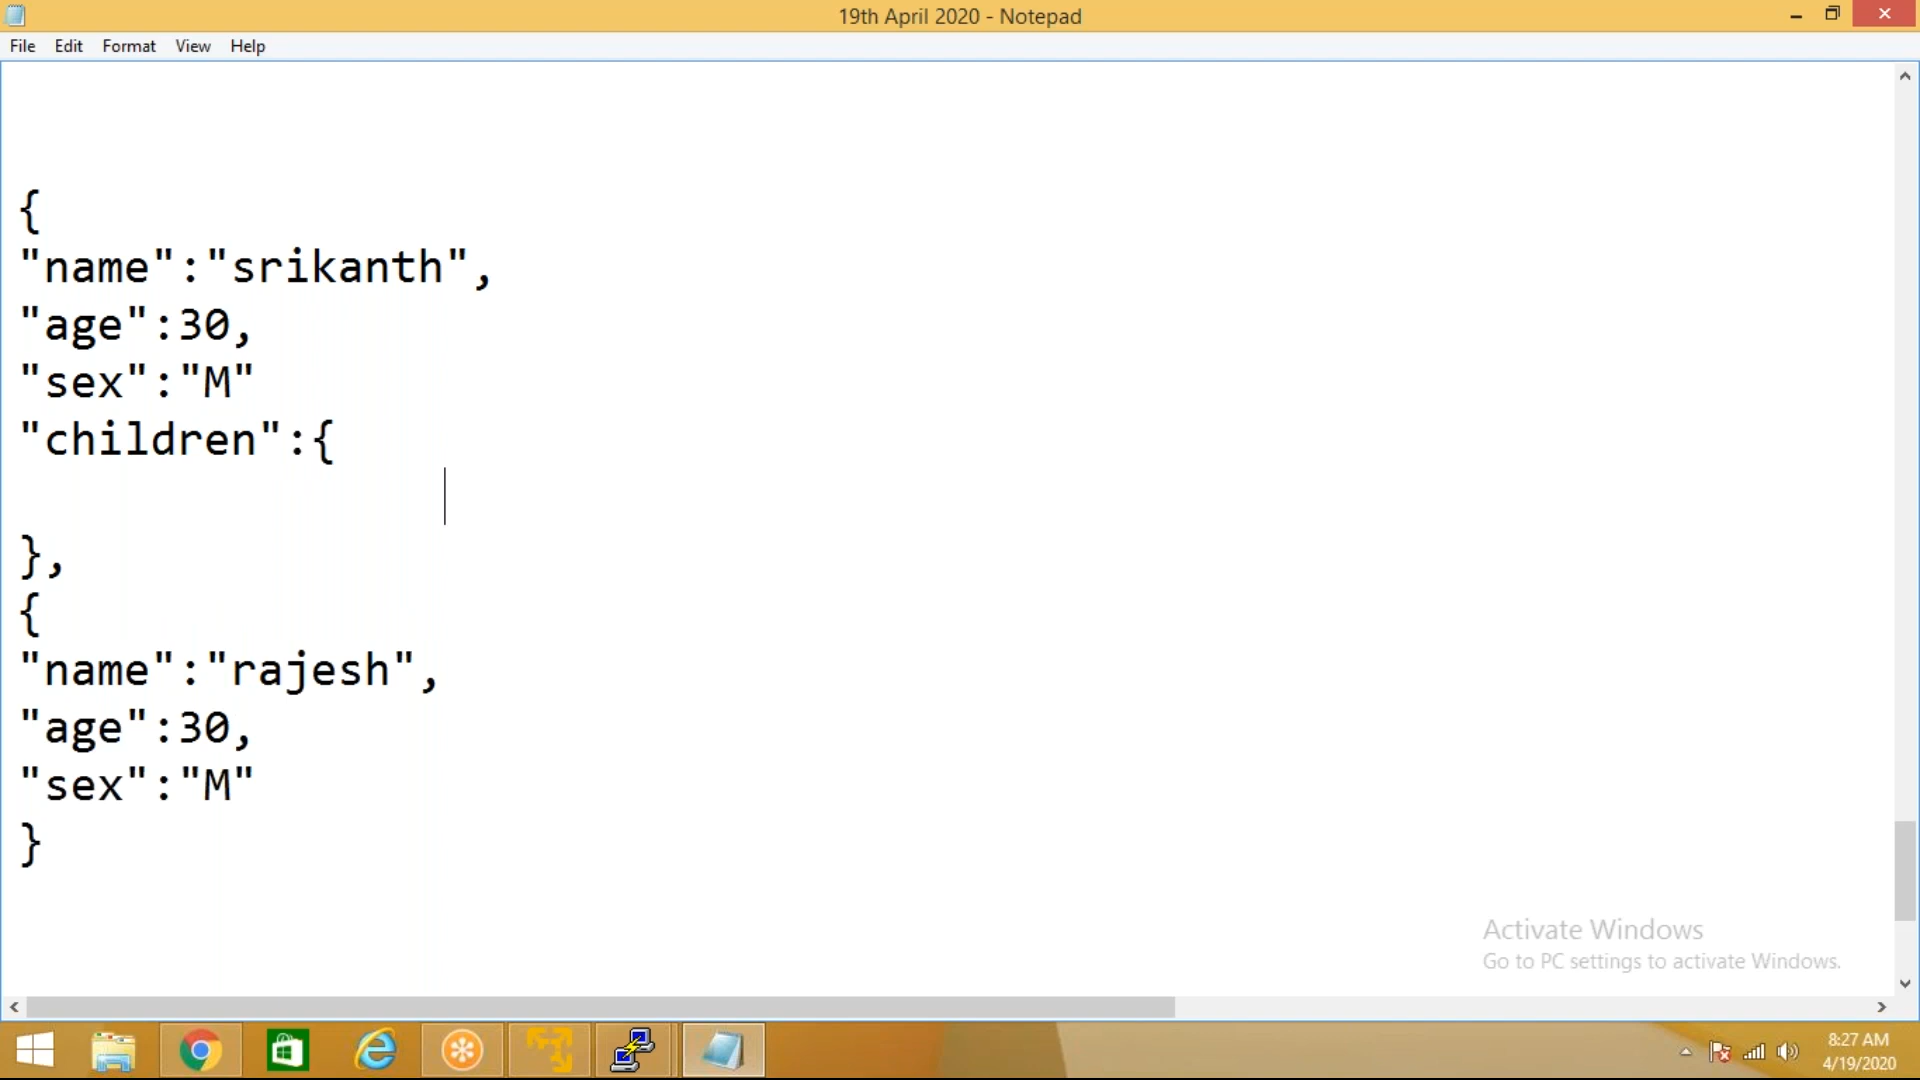 19th April 2020 - Notepad
File Edit Format View Help
{
"name":"srikanth",
"age":30,
"sex":"M"
"children":{
},
{
"name":"rajesh",
"age":30,
"sex":"M"
}
Activate Windows
Go to PC settings to activate Windows.
8:27 AM
4/19/2020